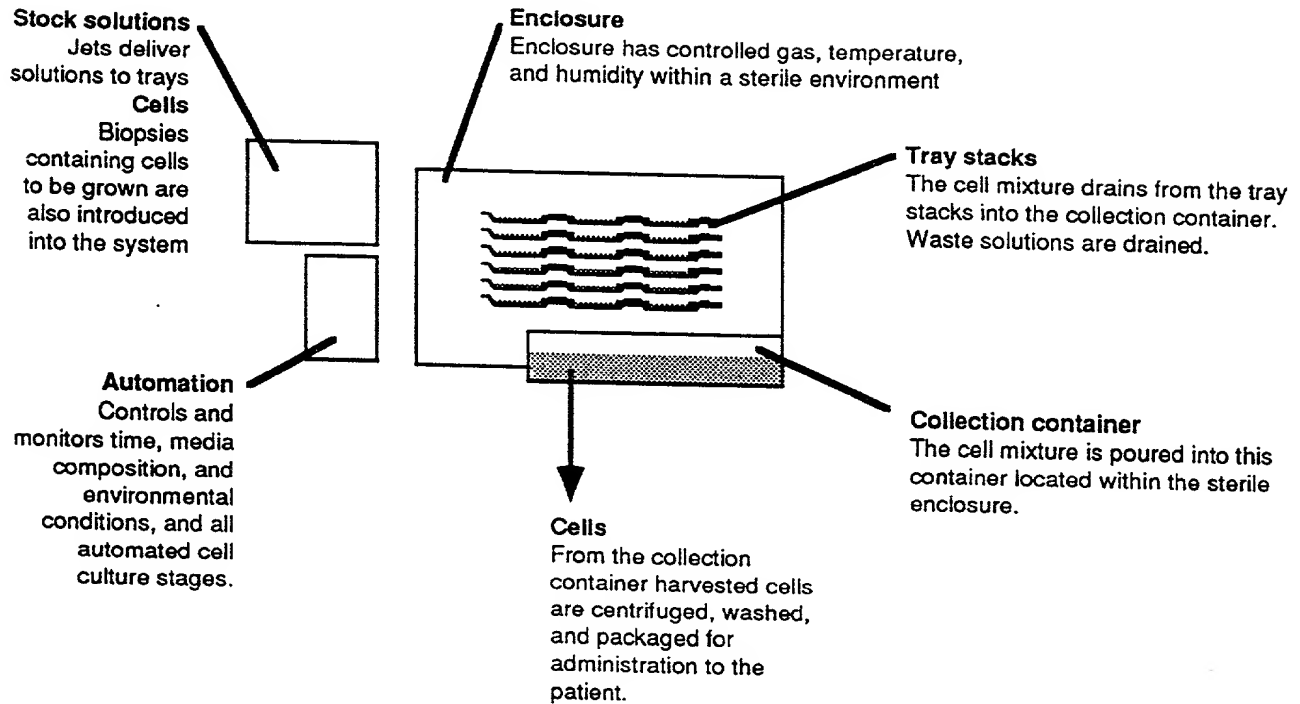 Stock solutions
Jets deliver
solutions to trays
Cells
Biopsies
containing cells
to be grown are
also introduced
into the system
Enclosure
Enclosure has controlled gas, temperature,
and humidity within a sterile environment
Tray stacks
The cell mixture drains from the tray
stacks into the collection container.
Waste solutions are drained.
Automation
Controls and
monitors time, media
composition, and
environmental
conditions, and all
automated cell
culture stages.
Collection container
The cell mixture is poured into this
container located within the sterile
enclosure.
Cells
From the collection
container harvested cells
are centrifuged, washed,
and packaged for
administration to the
patient.